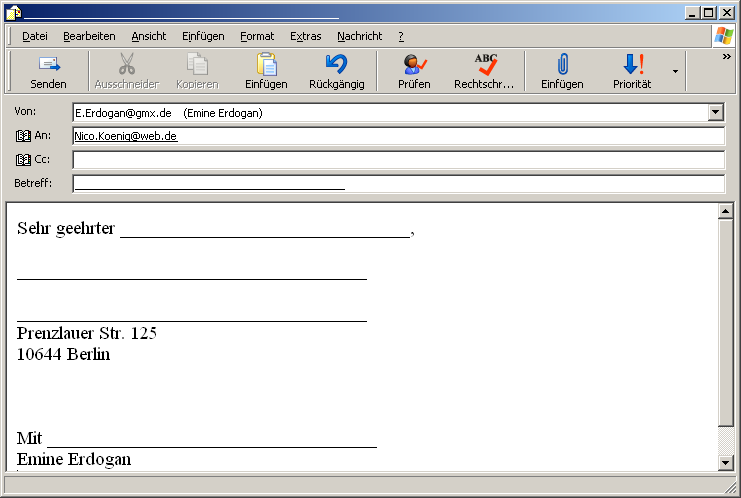 Datei Bearbeiten Ansicht Einfügen Format Extras Nachricht ?
Senden Ausschneider Kopieren Einfügen Rückgängig Prüfen ABC Rechtschr... Einfügen Priorität
Von: E.Erdogan@gmx.de (Emine Erdogan)
An: Nico.Koenig@web.de
Cc:
Betreff: ______________________________
Sehr geehrter ______________________________,
______________________________
______________________________
Prenzlauer Str. 125
10644 Berlin
Mit ______________________________
Emine Erdogan